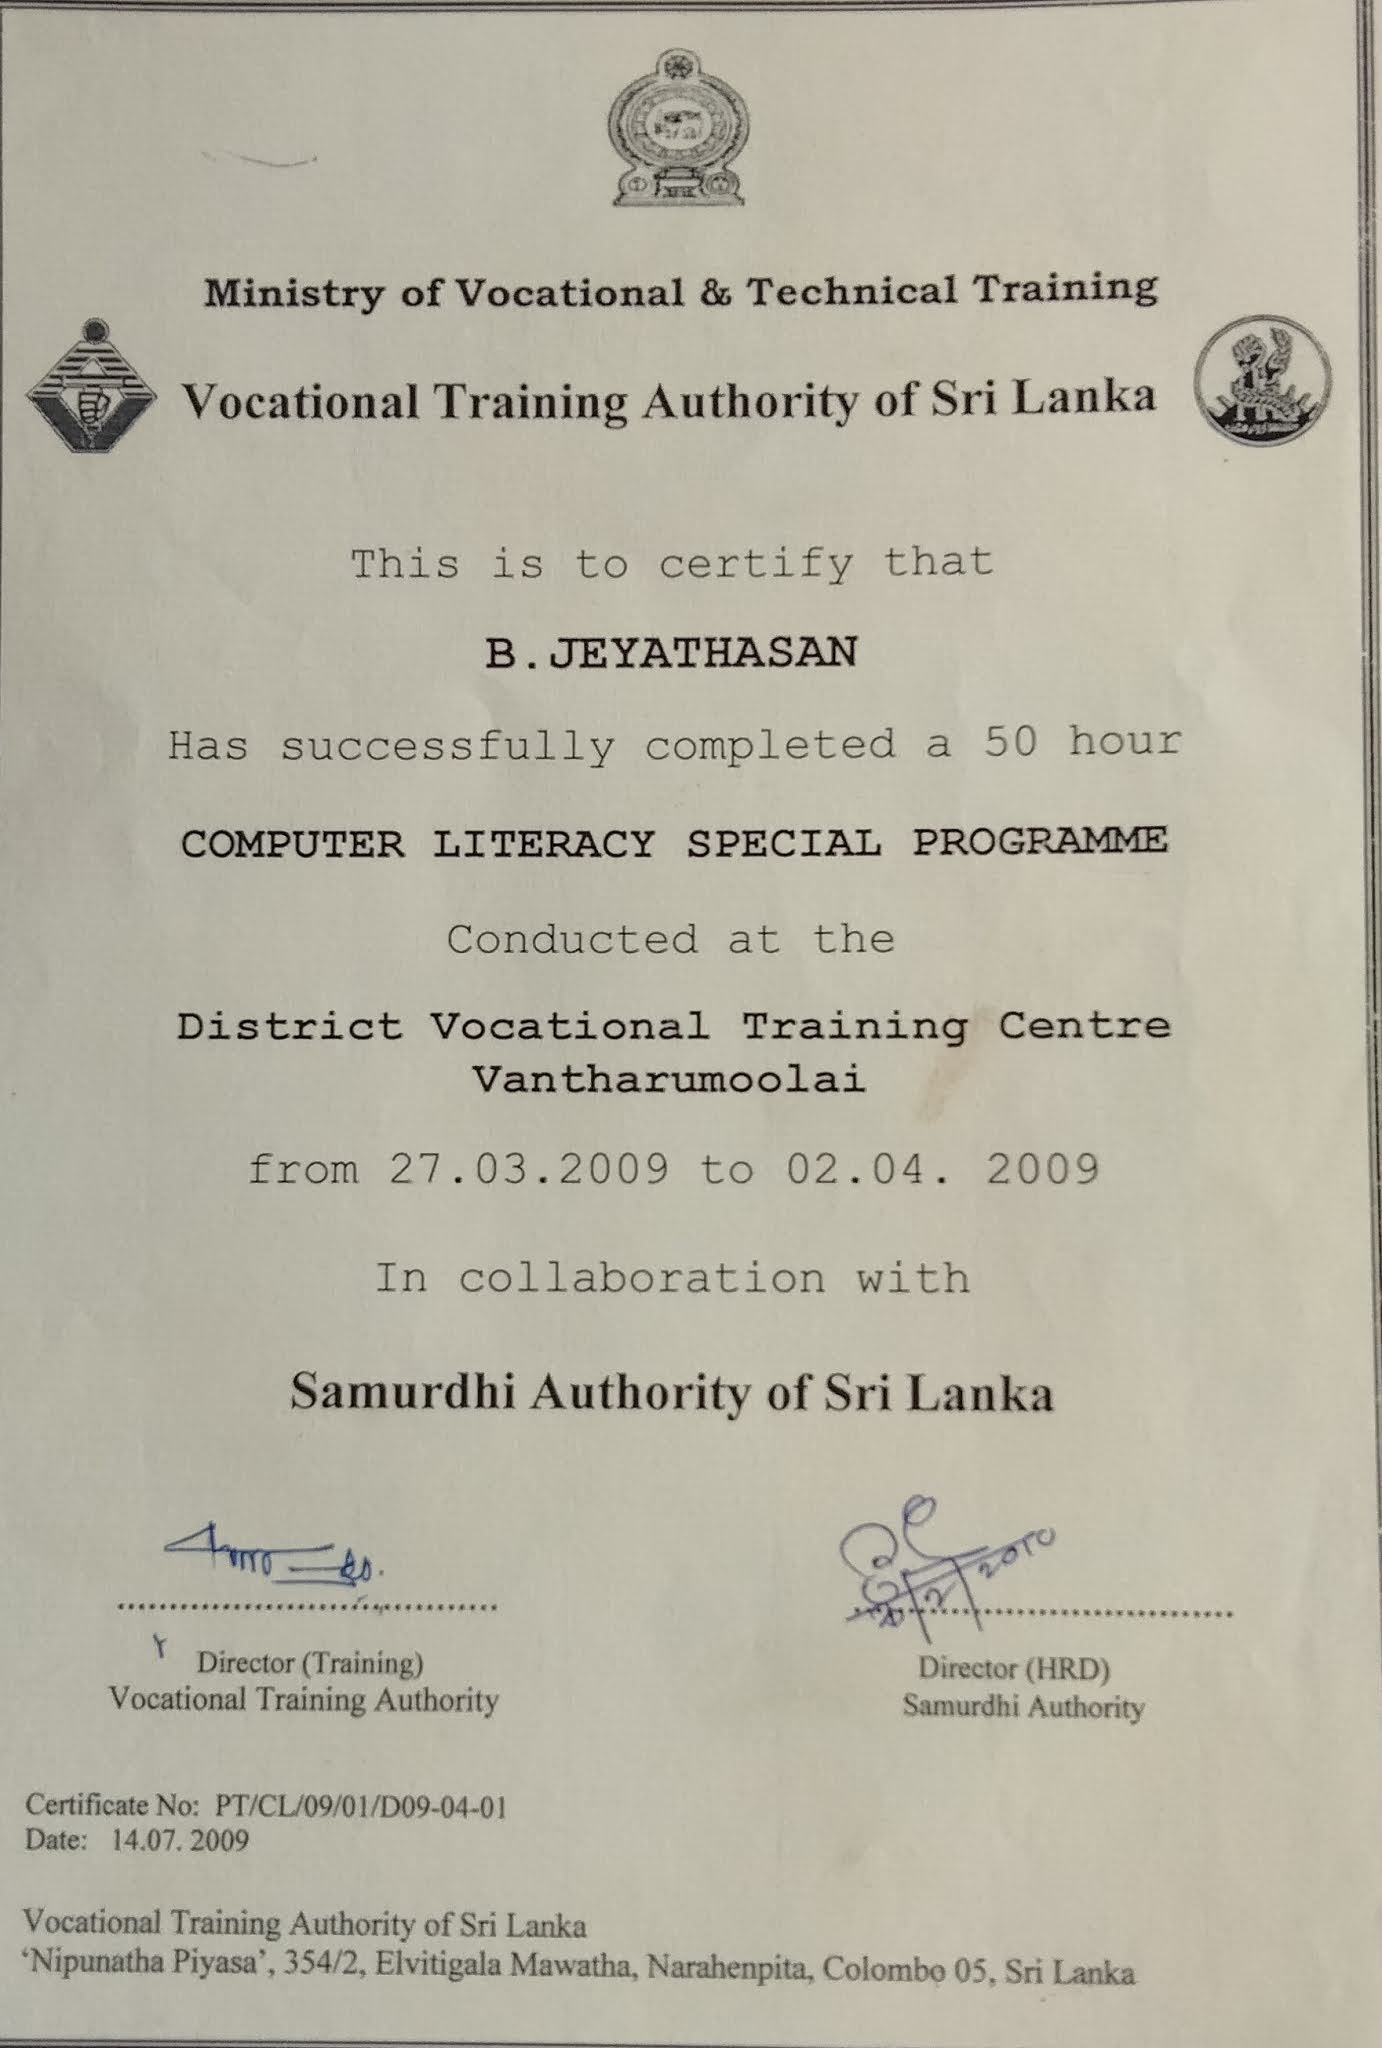 Ministry of Vocational & Technical Training
Vocational Training Authority of Sri Lanka
This is to certify that
B.JEYATHASAN
Has successfully completed a 50 hour
COMPUTER LITERACY SPECIAL PROGRAMME
Conducted at the
District Vocational Training Centre
Vantharumoolai
from 27.03.2009 to 02.04. 2009
In collaboration with
Samurdhi Authority of Sri Lanka
Director (Training)
Vocational Training Authority
Director (HRD)
Samurdhi Authority
Certificate No: PT/CL/09/01/D09-04-01
Date: 14.07. 2009
Vocational Training Authority of Sri Lanka
‘Nipunatha Piyasa’, 354/2, Elvitigala Mawatha, Narahenpita, Colombo 05, Sri Lanka